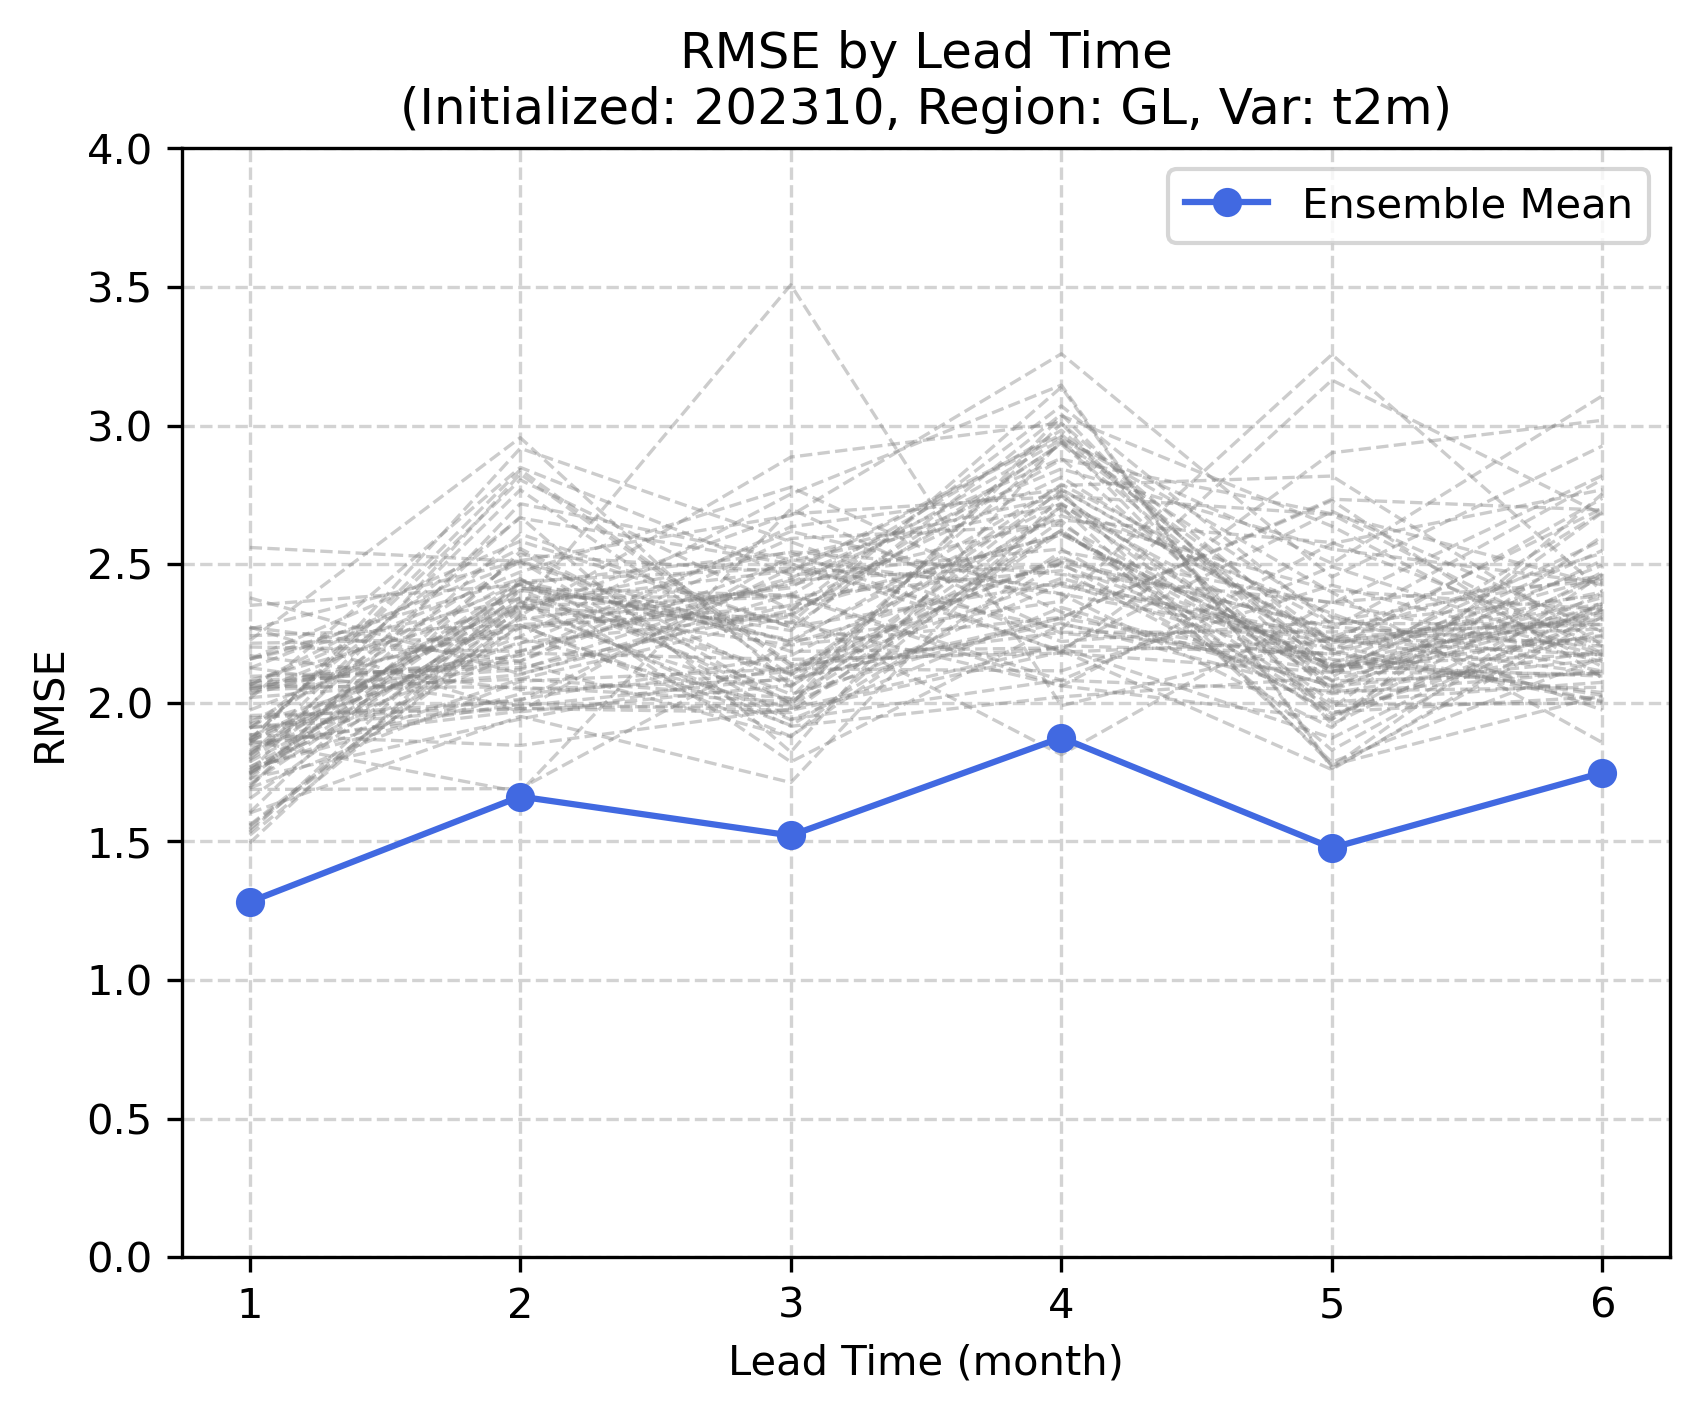 RMSE by Lead Time
(Initialized: 202310, Region: GL, Var: t2m)
Ensemble Mean
RMSE
4.0
3.5
3.0
2.5
2.0
1.5
1.0
0.5
0.0
1 2 3 4 5 6
Lead Time (month)